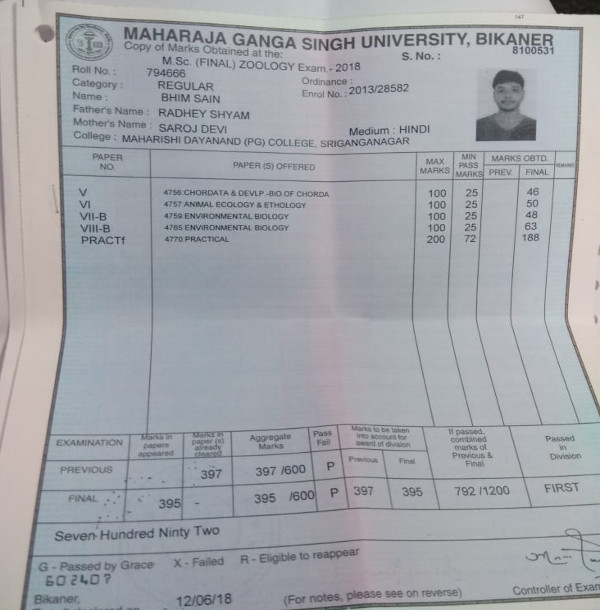 147
MAHARAJA GANGA SINGH UNIVERSITY, BIKANER
Copy of Marks Obtained at the: S. No. : 8100531
M.Sc. (FINAL) ZOOLOGY Exam.- 2018
Roll No. : 794666 Ordinance :
Category : REGULAR Enrol No. : 2013/28582
Name : BHIM SAIN
Father's Name : RADHEY SHYAM
Mother's Name : SAROJ DEVI Medium : HINDI
College : MAHARISHI DAYANAND (PG) COLLEGE, SRIGANGANAGAR
PAPER NO. PAPER (S) OFFERED MAX MARKS MIN PASS MARKS MARKS OBTD. PREV. FINAL REMARKS
V 4756 CHORDATA & DEVLP.-BIO OF CHORDA 100 25 46
VI 4757 ANIMAL ECOLOGY & ETHOLOGY 100 25 50
VII-B 4759 ENVIRONMENTAL BIOLOGY 100 25 48
VIII-B 4765 ENVIRONMENTAL BIOLOGY 100 25 63
PRACTf 4770 PRACTICAL 200 72 188
EXAMINATION Marks in papers appeared Marks in paper (x) already cleared Aggregate Marks Pass Fail Marks to be taken into account for award of division Previous Final If passed, combined marks of Previous & Final Passed in Division
PREVIOUS 397 397 /600 P
FINAL 395 - 395 /600 P 397 395 792 /1200 FIRST
Seven Hundred Ninety Two
G - Passed by Grace X - Failed R - Eligible to reappear
602407
Bikaner, 12/06/18 (For notes, please see on reverse) Controller of Exam